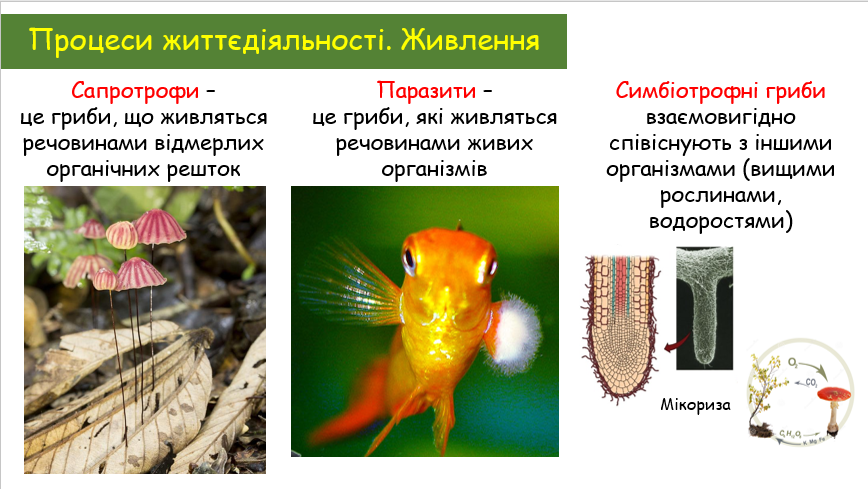 Процеси життєдіяльності. Живлення
Сапротрофи –
це гриби, що живляться
речовинами відмерлих
органічних решток
Паразити –
це гриби, які живляться
речовинами живих
організмів
Симбіотрофні гриби
взаємовигідно
співіснують з іншими
організмами (вищими
рослинами,
водоростями)
Мікориза
O₂
CO₂